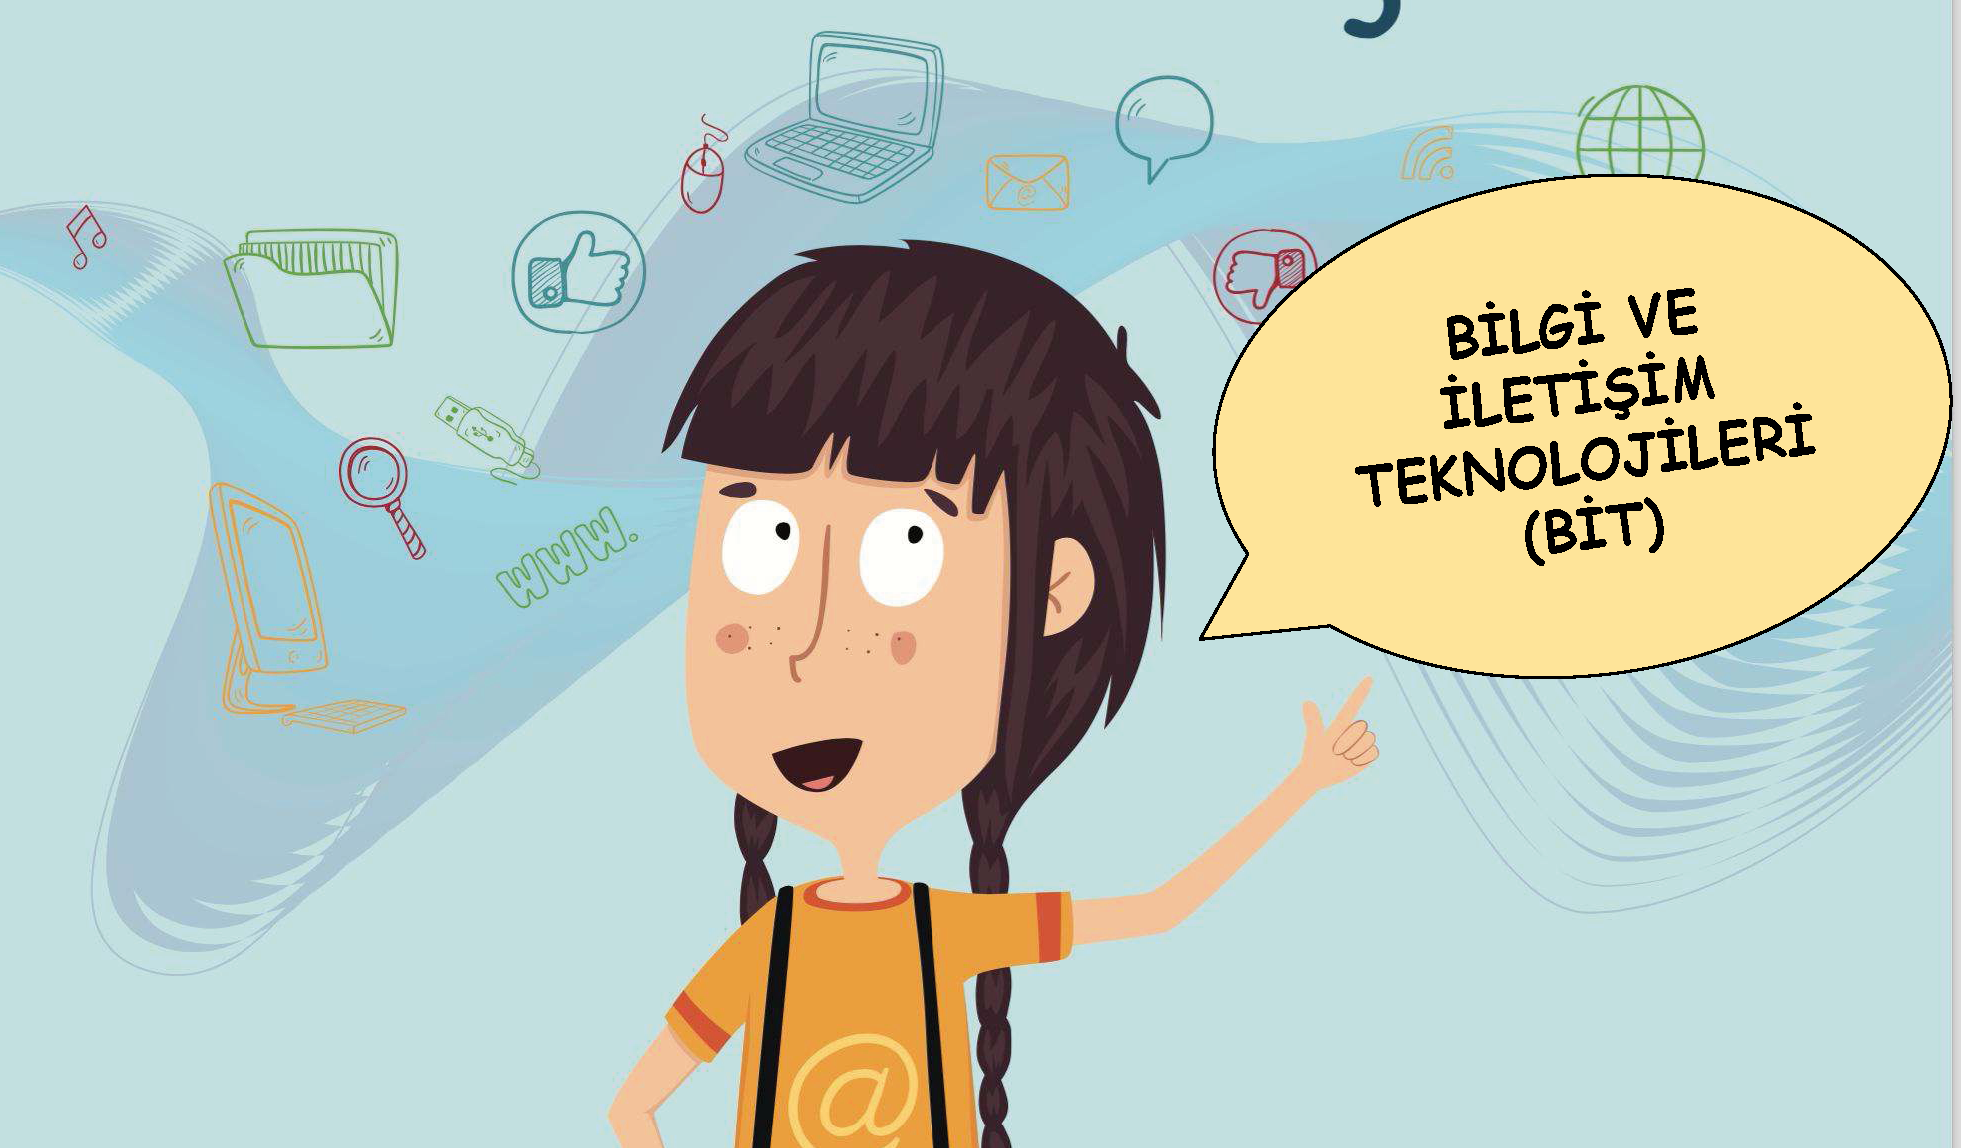 BİLGİ VE
İLETİŞİM
TEKNOLOJİLERİ
(BİT)
www.
@
@